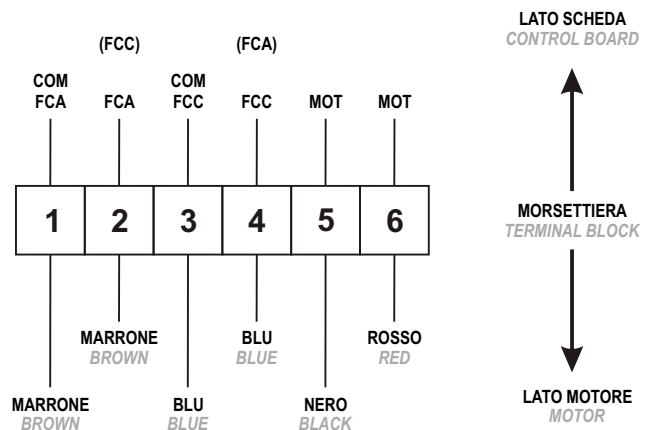 LATO SCHEDA
CONTROL BOARD
(FCC) (FCA)
COM COM
FCA FCA FCC FCC MOT MOT
1 2 3 4 5 6
MORSETTIERA
TERMINAL BLOCK
MARRONE BLU ROSSO
BROWN BLUE RED
LATO MOTORE
MOTOR
MARRONE BLU NERO
BROWN BLUE BLACK